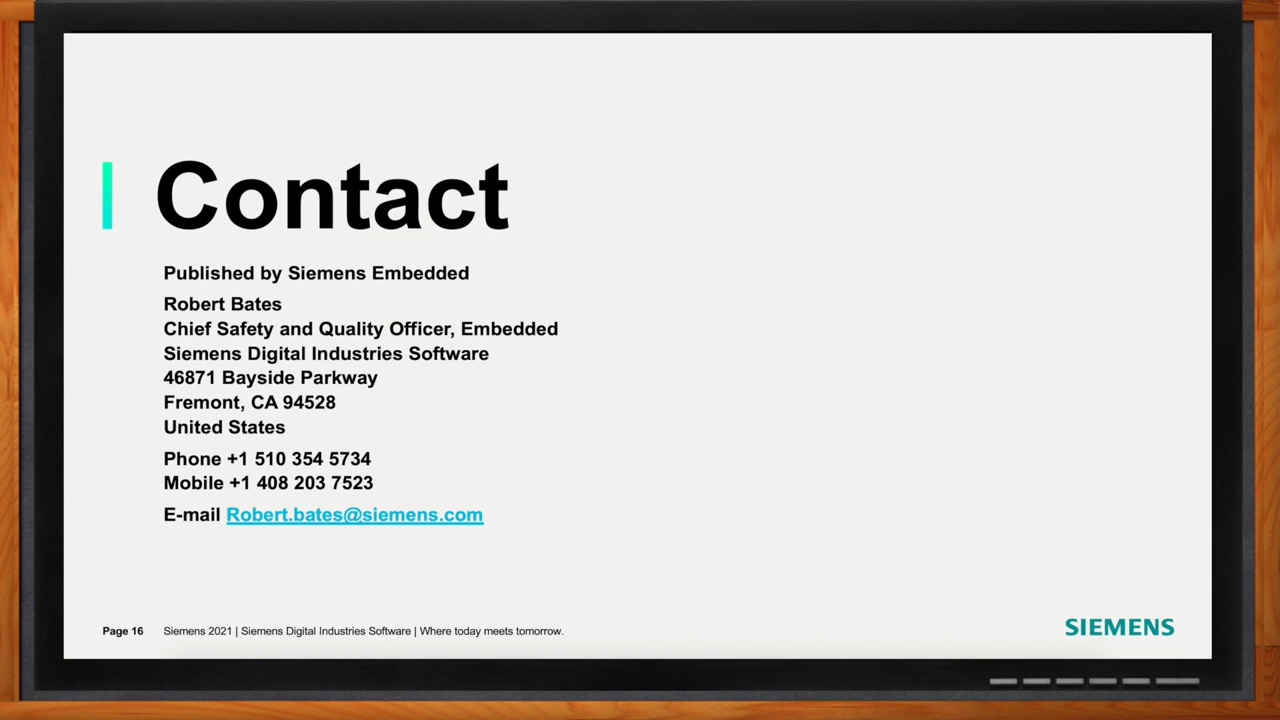 Contact
Published by Siemens Embedded
Robert Bates
Chief Safety and Quality Officer, Embedded
Siemens Digital Industries Software
46871 Bayside Parkway
Fremont, CA 94528
United States
Phone +1 510 354 5734
Mobile +1 408 203 7523
E-mail Robert.bates@siemens.com
Page 16 Siemens 2021 | Siemens Digital Industries Software | Where today meets tomorrow.
SIEMENS